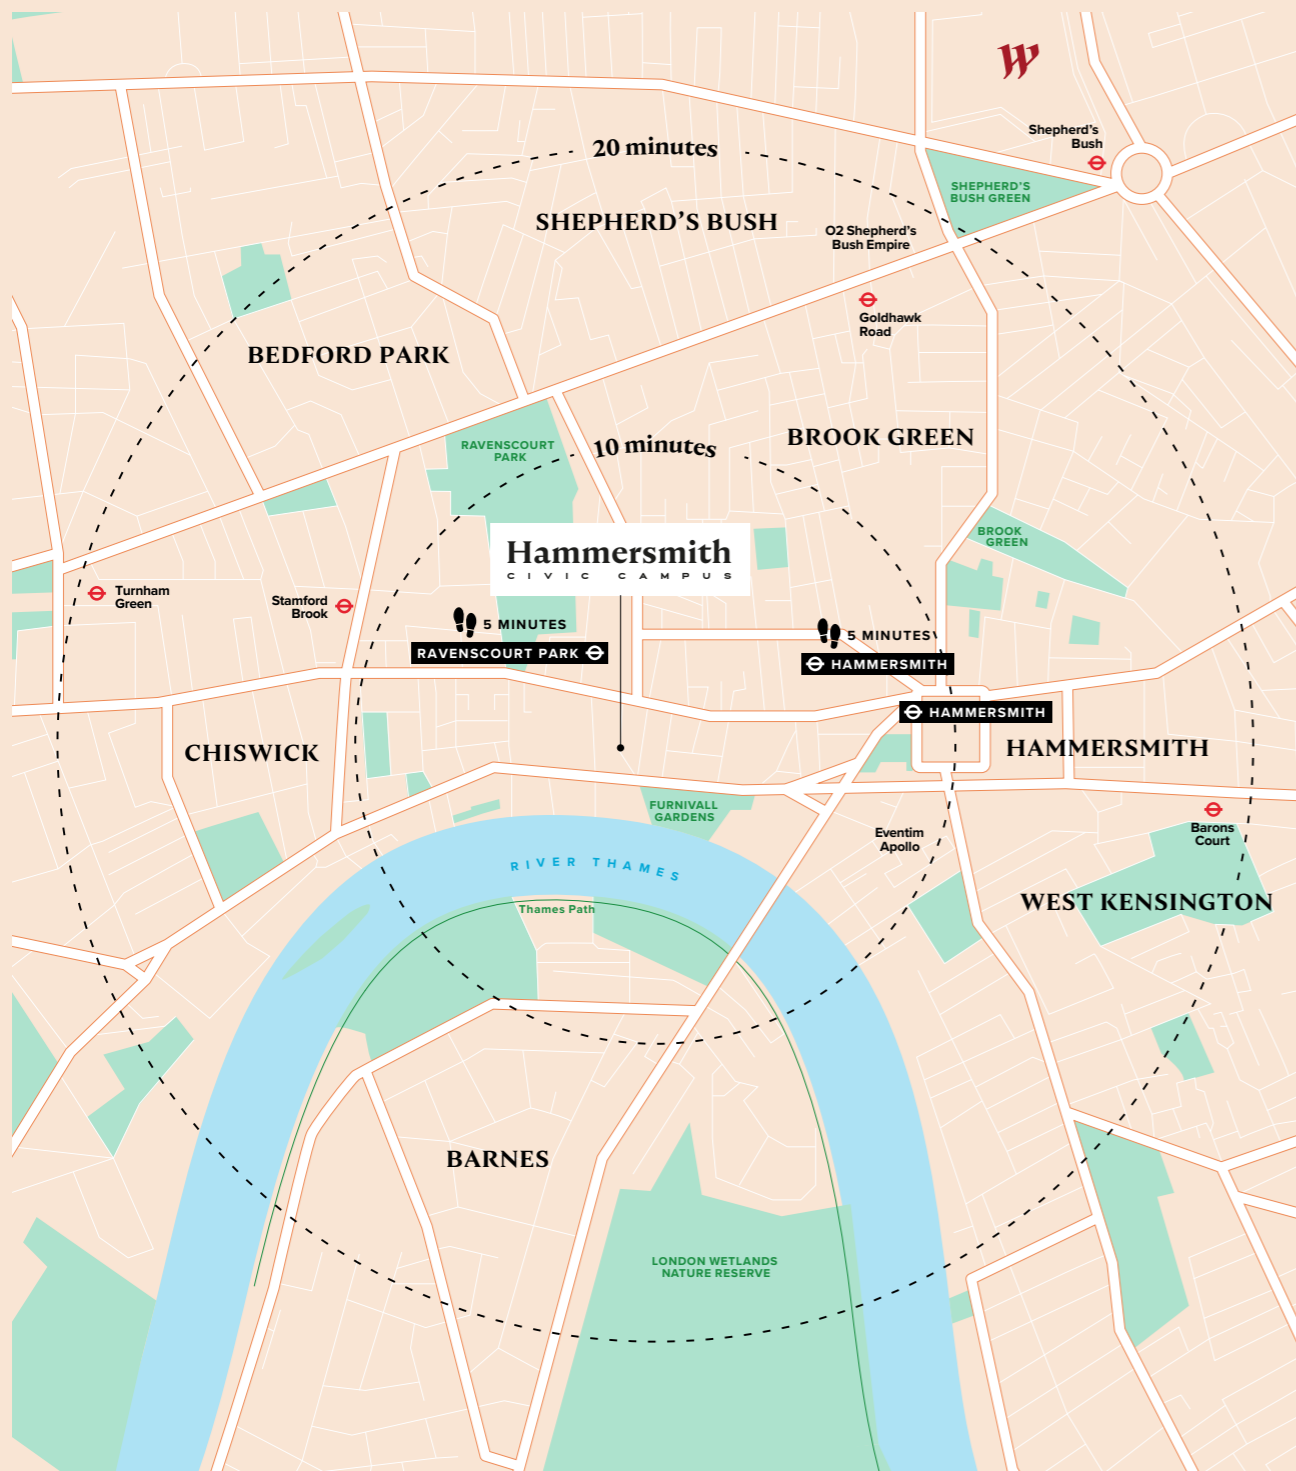 W
Shepherd's
Bush
20 minutes
SHEPHERD'S
BUSH GREEN
SHEPHERD'S BUSH
O2 Shepherd's
Bush Empire
Goldhawk
Road
BEDFORD PARK
BROOK GREEN
RAVENSCOURT
PARK
10 minutes
BROOK
GREEN
Hammersmith
CIVIC CAMPUS
Turnham
Green
Stamford
Brook
5 MINUTES
RAVENSCOURT PARK
5 MINUTES
HAMMERSMITH
HAMMERSMITH
CHISWICK
HAMMERSMITH
FURNIVALL
GARDENS
Eventim
Apollo
Barons
Court
RIVER THAMES
WEST KENSINGTON
Thames Path
BARNES
LONDON WETLANDS
NATURE RESERVE